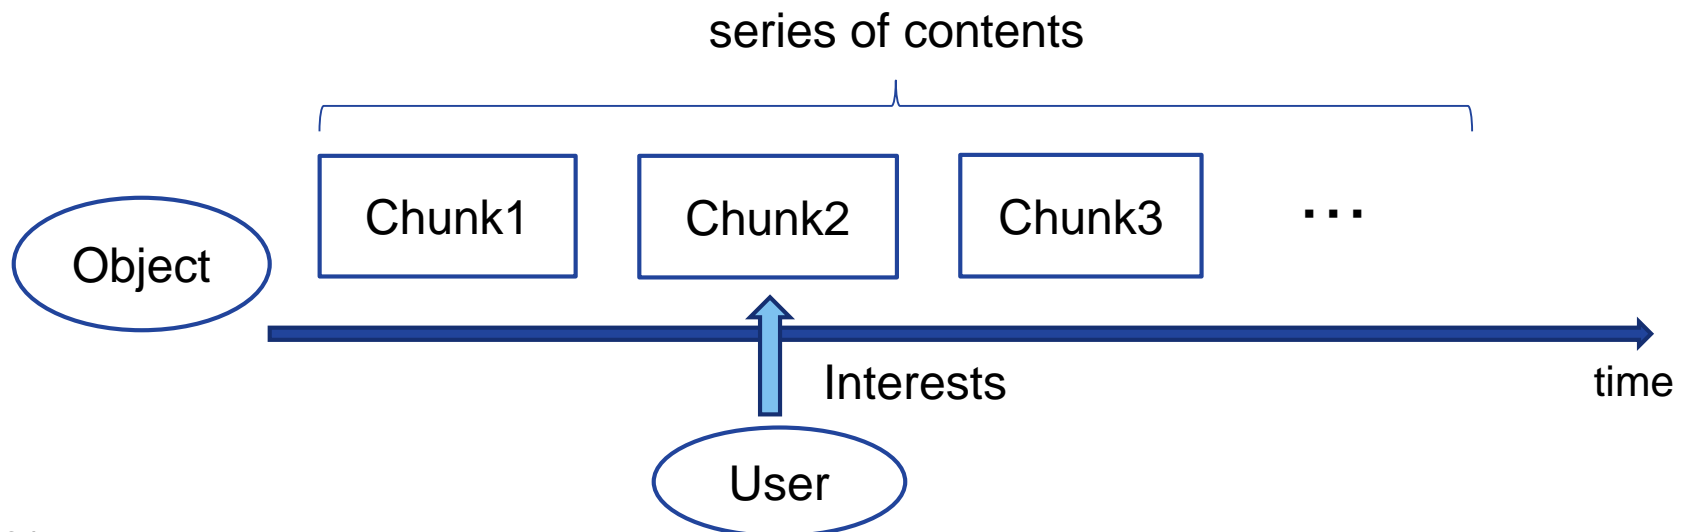 series of contents
Chunk1
Chunk2
Chunk3
...
Object
Interests
time
User